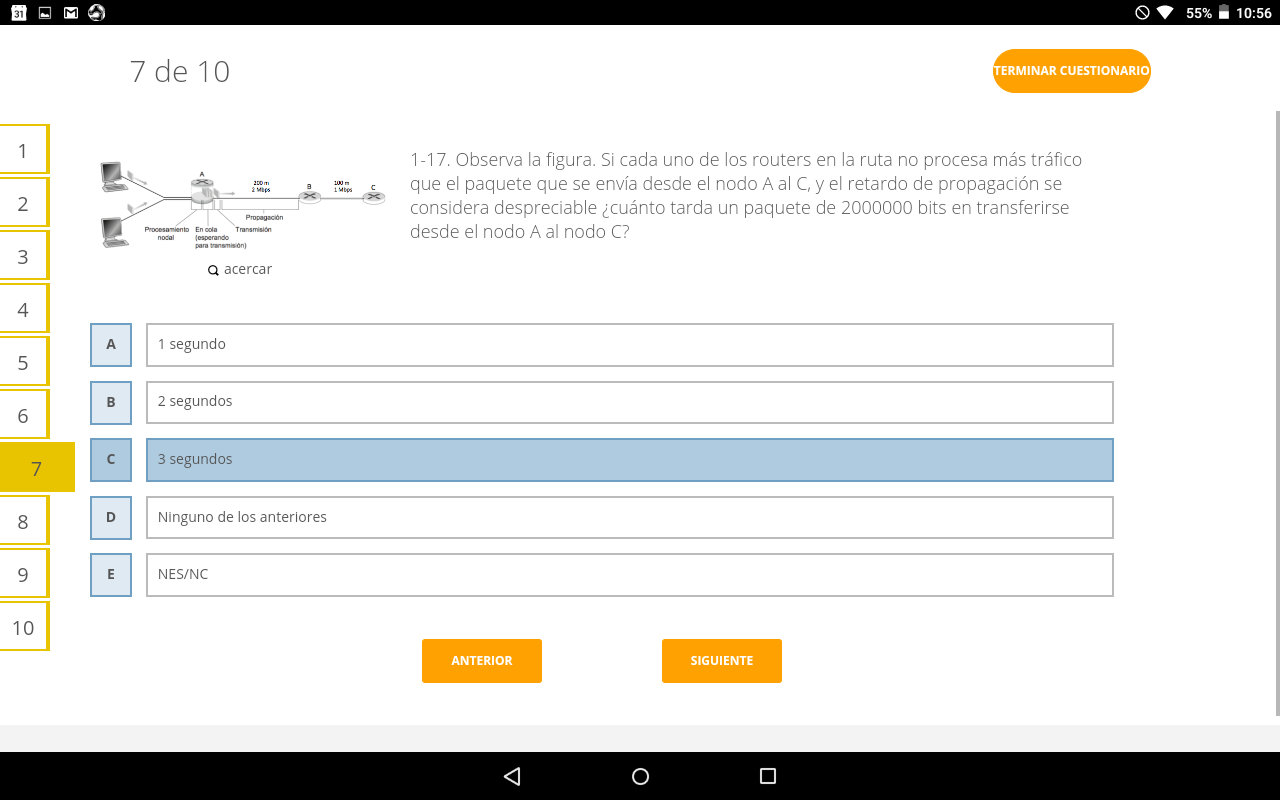 31 55% 10:56
7 de 10
TERMINAR CUESTIONARIO
1
2
3
4
5
6
7
8
9
10
A
200 m
2 Mbps
B
100 m
1 Mbps
C
Propagación
Procesamiento
nodal
En cola
(esperando
para transmisión)
Transmisión
acercar
1-17. Observa la figura. Si cada uno de los routers en la ruta no procesa más tráfico
que el paquete que se envía desde el nodo A al C, y el retardo de propagación se
considera despreciable ¿cuánto tarda un paquete de 2000000 bits en transferirse
desde el nodo A al nodo C?
A 1 segundo
B 2 segundos
C 3 segundos
D Ninguno de los anteriores
E NES/NC
ANTERIOR
SIGUIENTE